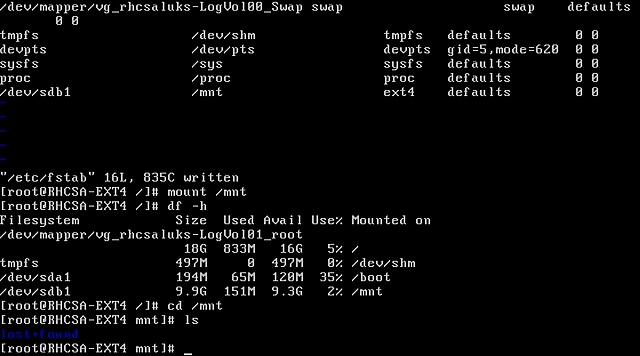 /dev/mapper/vg_rhcsaluks-LogVol00_Swap swap swap defaults
0 0
tmpfs /dev/shm tmpfs defaults 0 0
devpts /dev/pts devpts gid=5,mode=620 0 0
sysfs /sys sysfs defaults 0 0
proc /proc proc defaults 0 0
/dev/sdb1 /mnt ext4 defaults 0 0
~
~
~
~
~
"/etc/fstab" 16L, 835C written
[root@RHCSA-EXT4 /]# mount /mnt
[root@RHCSA-EXT4 /]# df -h
Filesystem Size Used Avail Use% Mounted on
/dev/mapper/vg_rhcsaluks-LogVol01_root
18G 833M 16G 5% /
tmpfs 497M 0 497M 0% /dev/shm
/dev/sda1 194M 65M 120M 35% /boot
/dev/sdb1 9.9G 151M 9.3G 2% /mnt
[root@RHCSA-EXT4 /]# cd /mnt
[root@RHCSA-EXT4 mnt]# ls
lost+found
[root@RHCSA-EXT4 mnt]# _